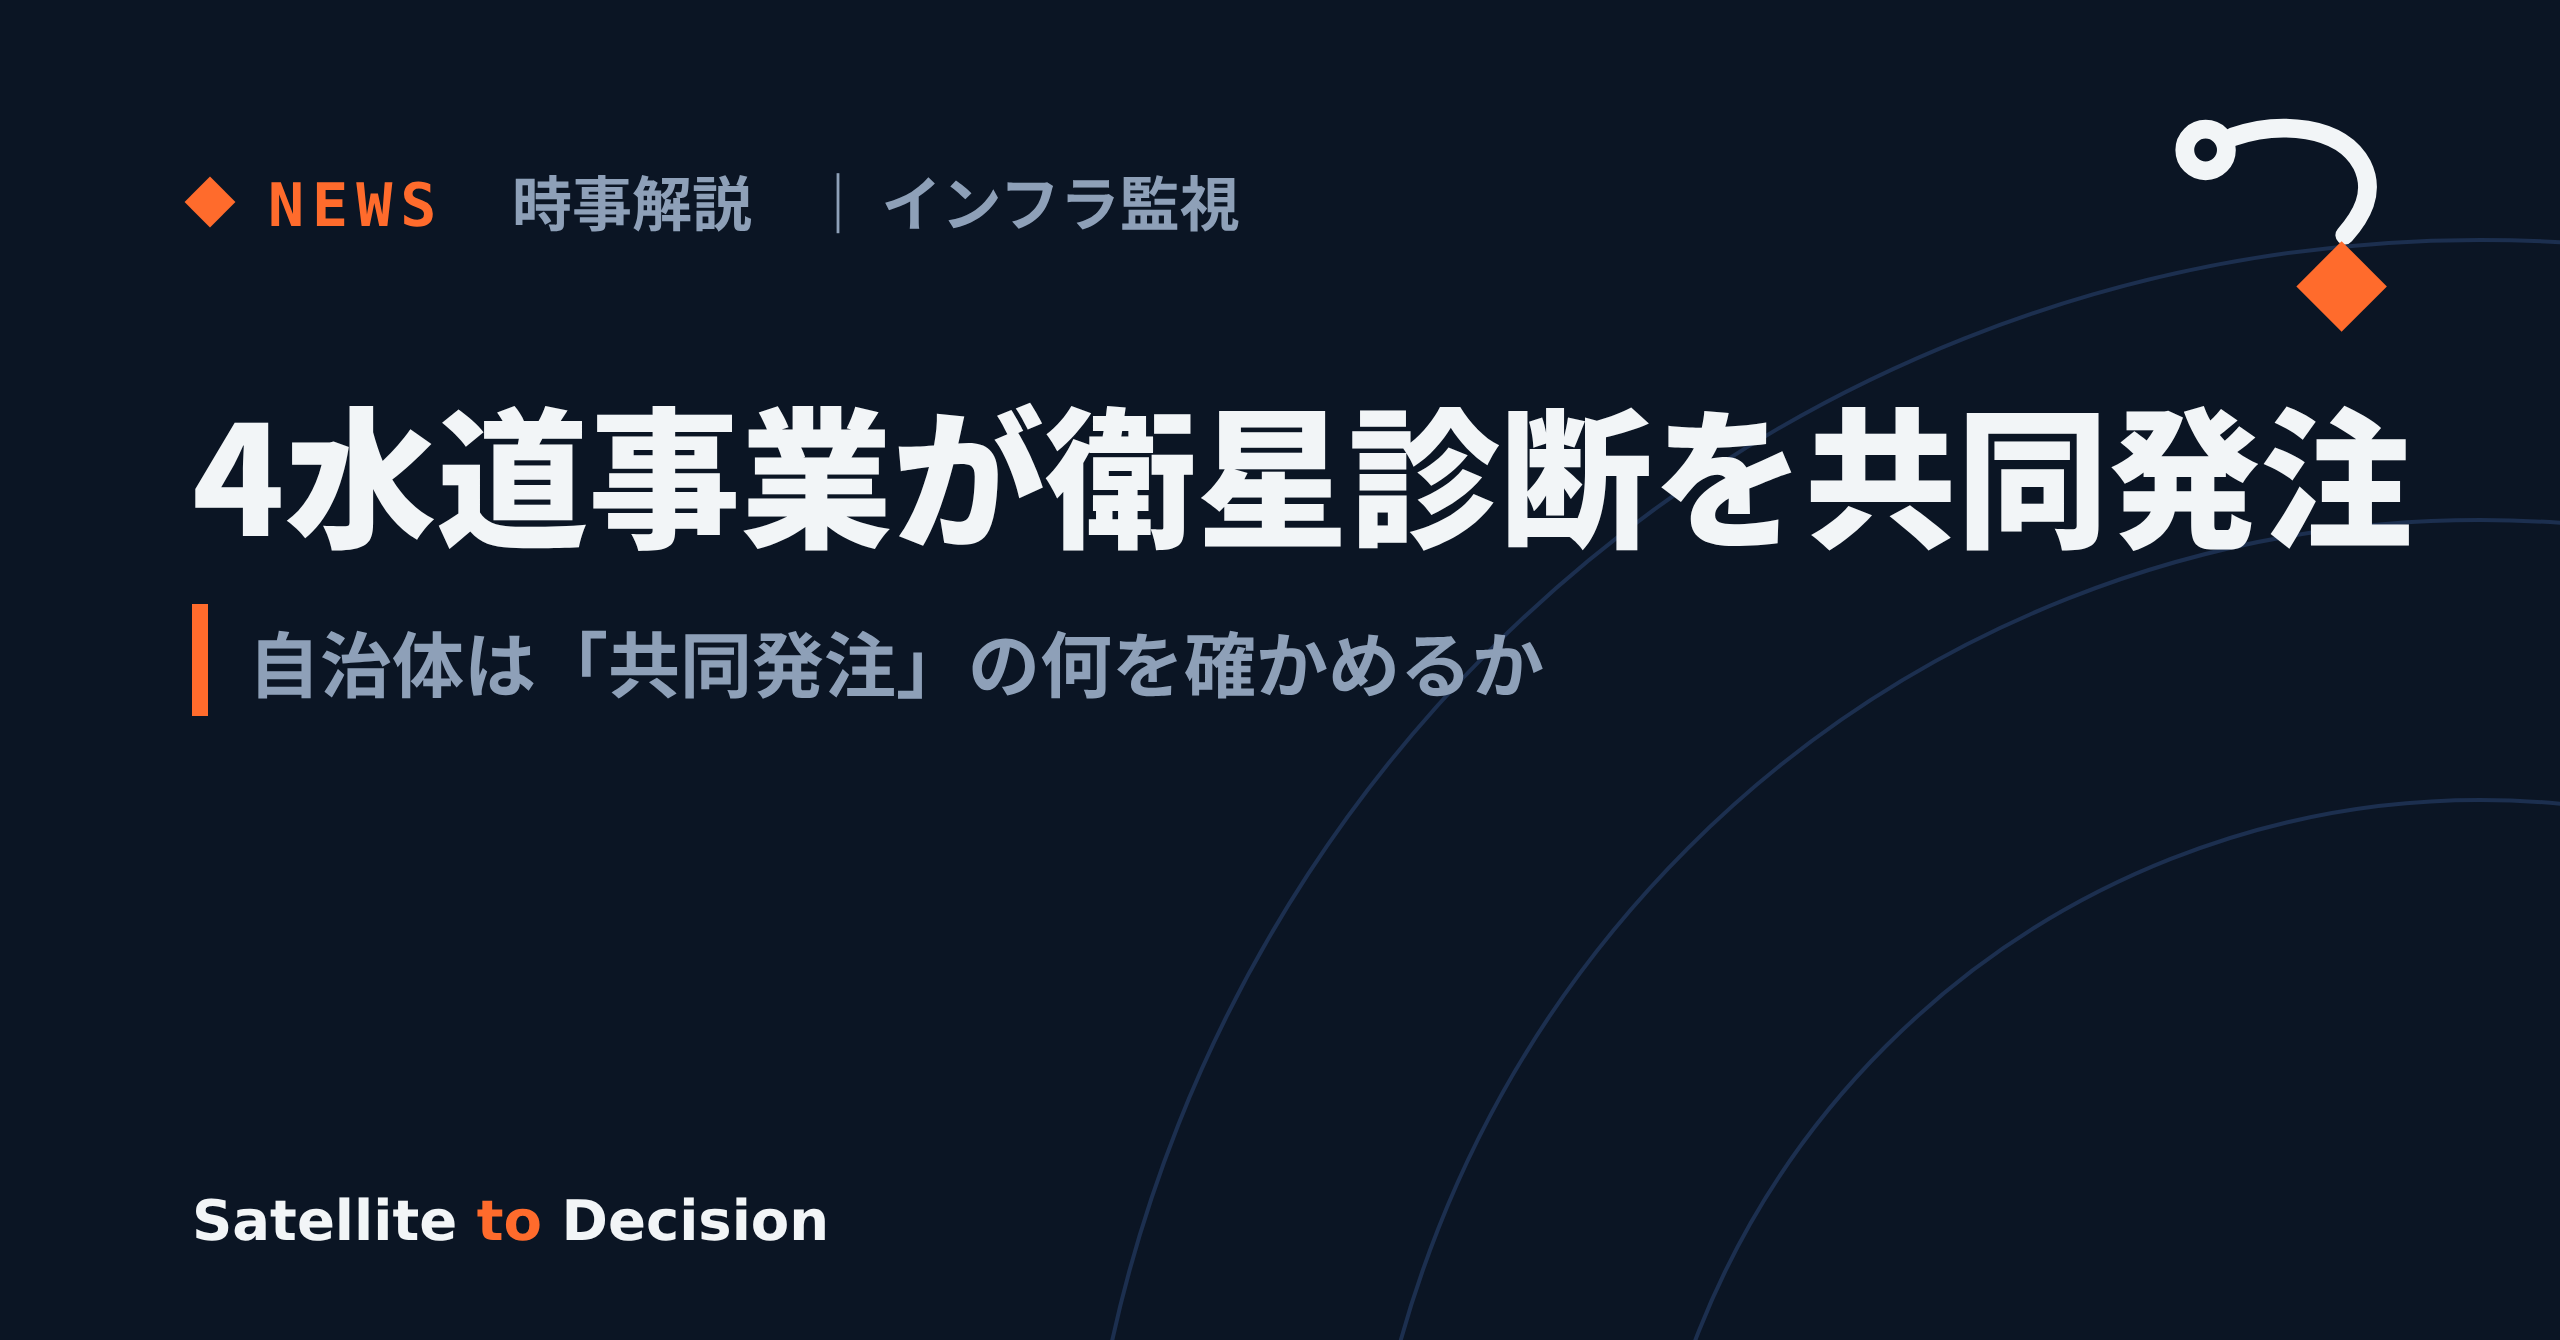 NEWS 時事解説 | インフラ監視
4水道事業が衛星診断を共同発注
自治体は「共同発注」の何を確かめるか
Satellite to Decision